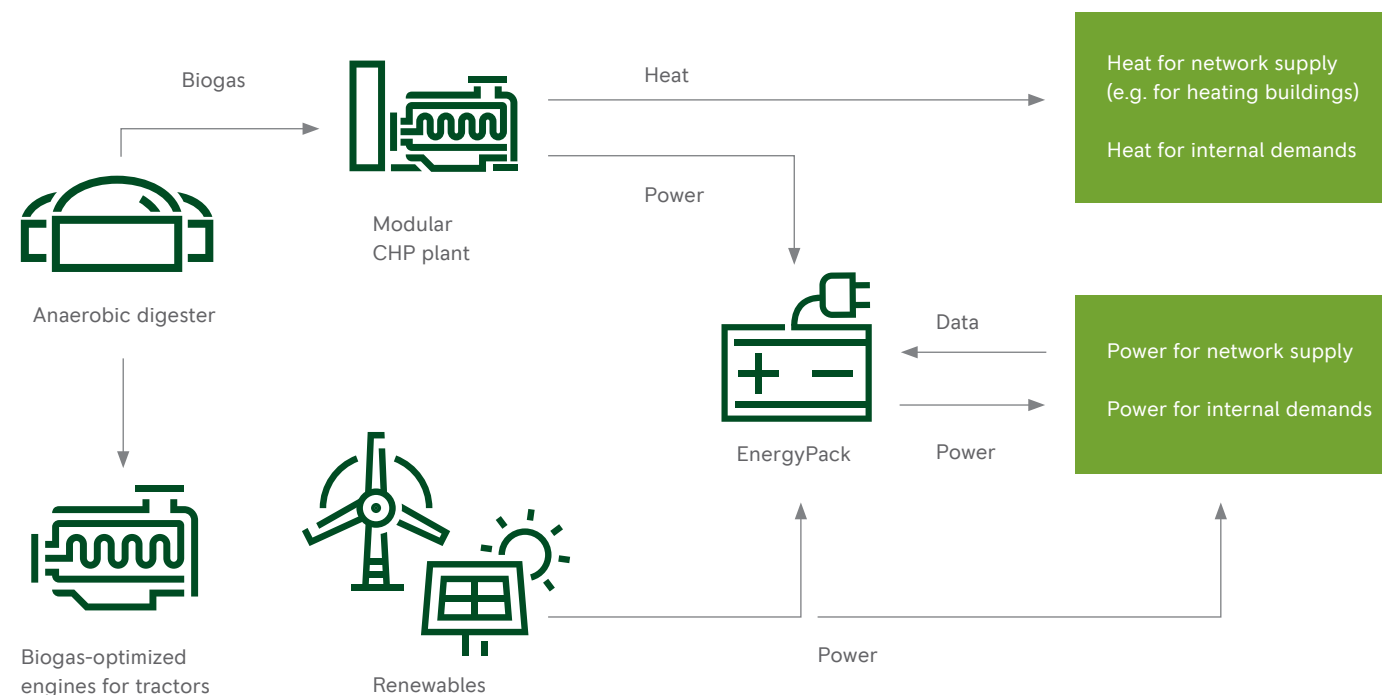 Biogas
Heat
Heat for network supply
(e.g. for heating buildings)
Heat for internal demands
Power
Modular
CHP plant
Anaerobic digester
Data
Power for network supply
Power for internal demands
EnergyPack
Power
Biogas-optimized
engines for tractors
Renewables
Power